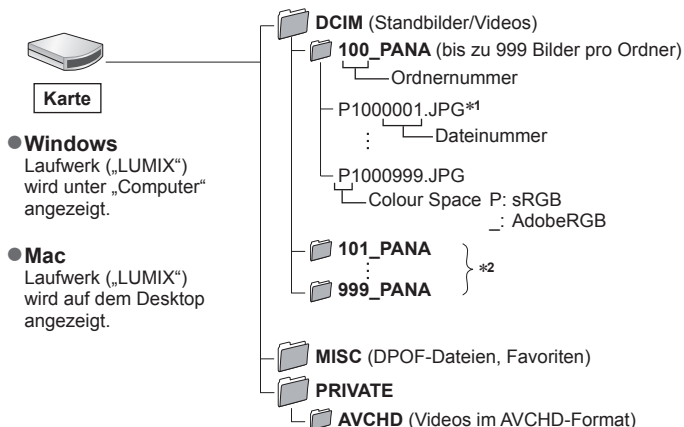 DCIM (Standbilder/Videos)
100_PANA (bis zu 999 Bilder pro Ordner)
Ordnernummer
P1000001.JPG*1
Dateinummer
P1000999.JPG
Colour Space P: sRGB
_: AdobeRGB
101_PANA
*2
999_PANA
MISC (DPOF-Dateien, Favoriten)
PRIVATE
AVCHD (Videos im AVCHD-Format)
Karte
●Windows
Laufwerk („LUMIX“)
wird unter „Computer“
angezeigt.
●Mac
Laufwerk („LUMIX“)
wird auf dem Desktop
angezeigt.